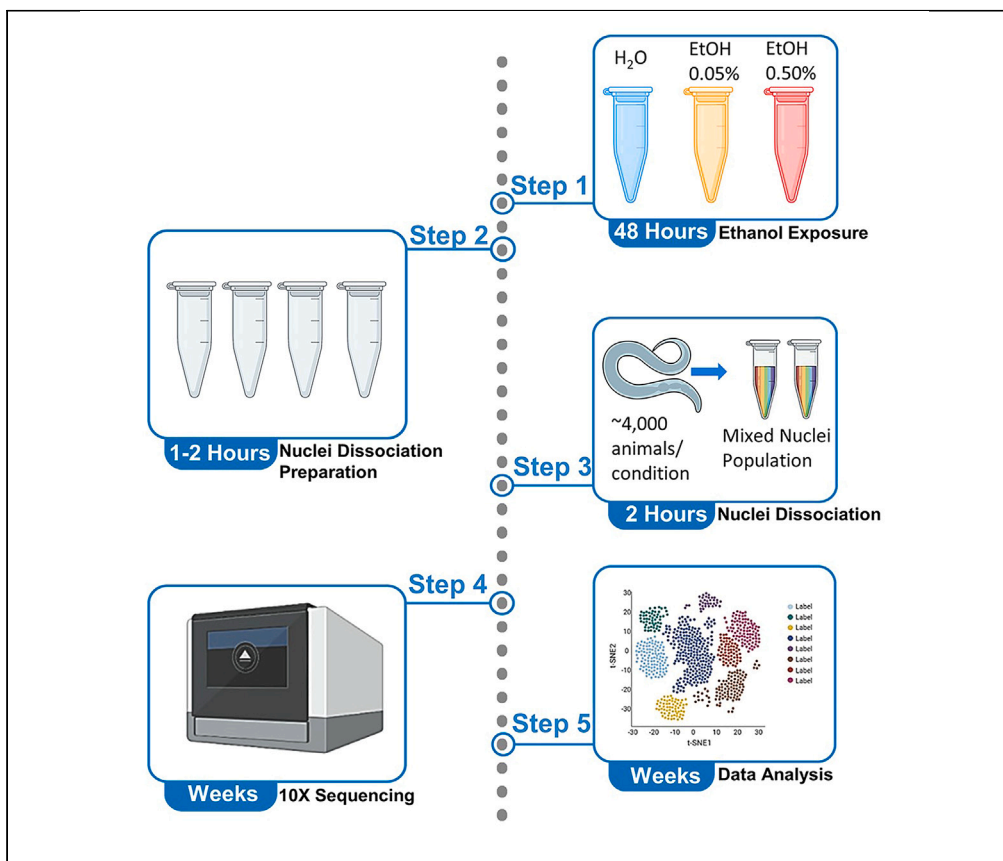 H₂O
EtOH
0.05%
EtOH
0.50%
Step 1
48 Hours Ethanol Exposure
Step 2
1-2 Hours Nuclei Dissociation
Preparation
~4,000
animals/
condition
Mixed Nuclei
Population
Step 3
2 Hours Nuclei Dissociation
Step 4
Weeks 10X Sequencing
t-SNE2
30
20
10
0
-10
-20
-30
-30 -20 -10 0 10 20 30
t-SNE1
Label
Label
Label
Label
Label
Label
Label
Label
Step 5
Weeks Data Analysis